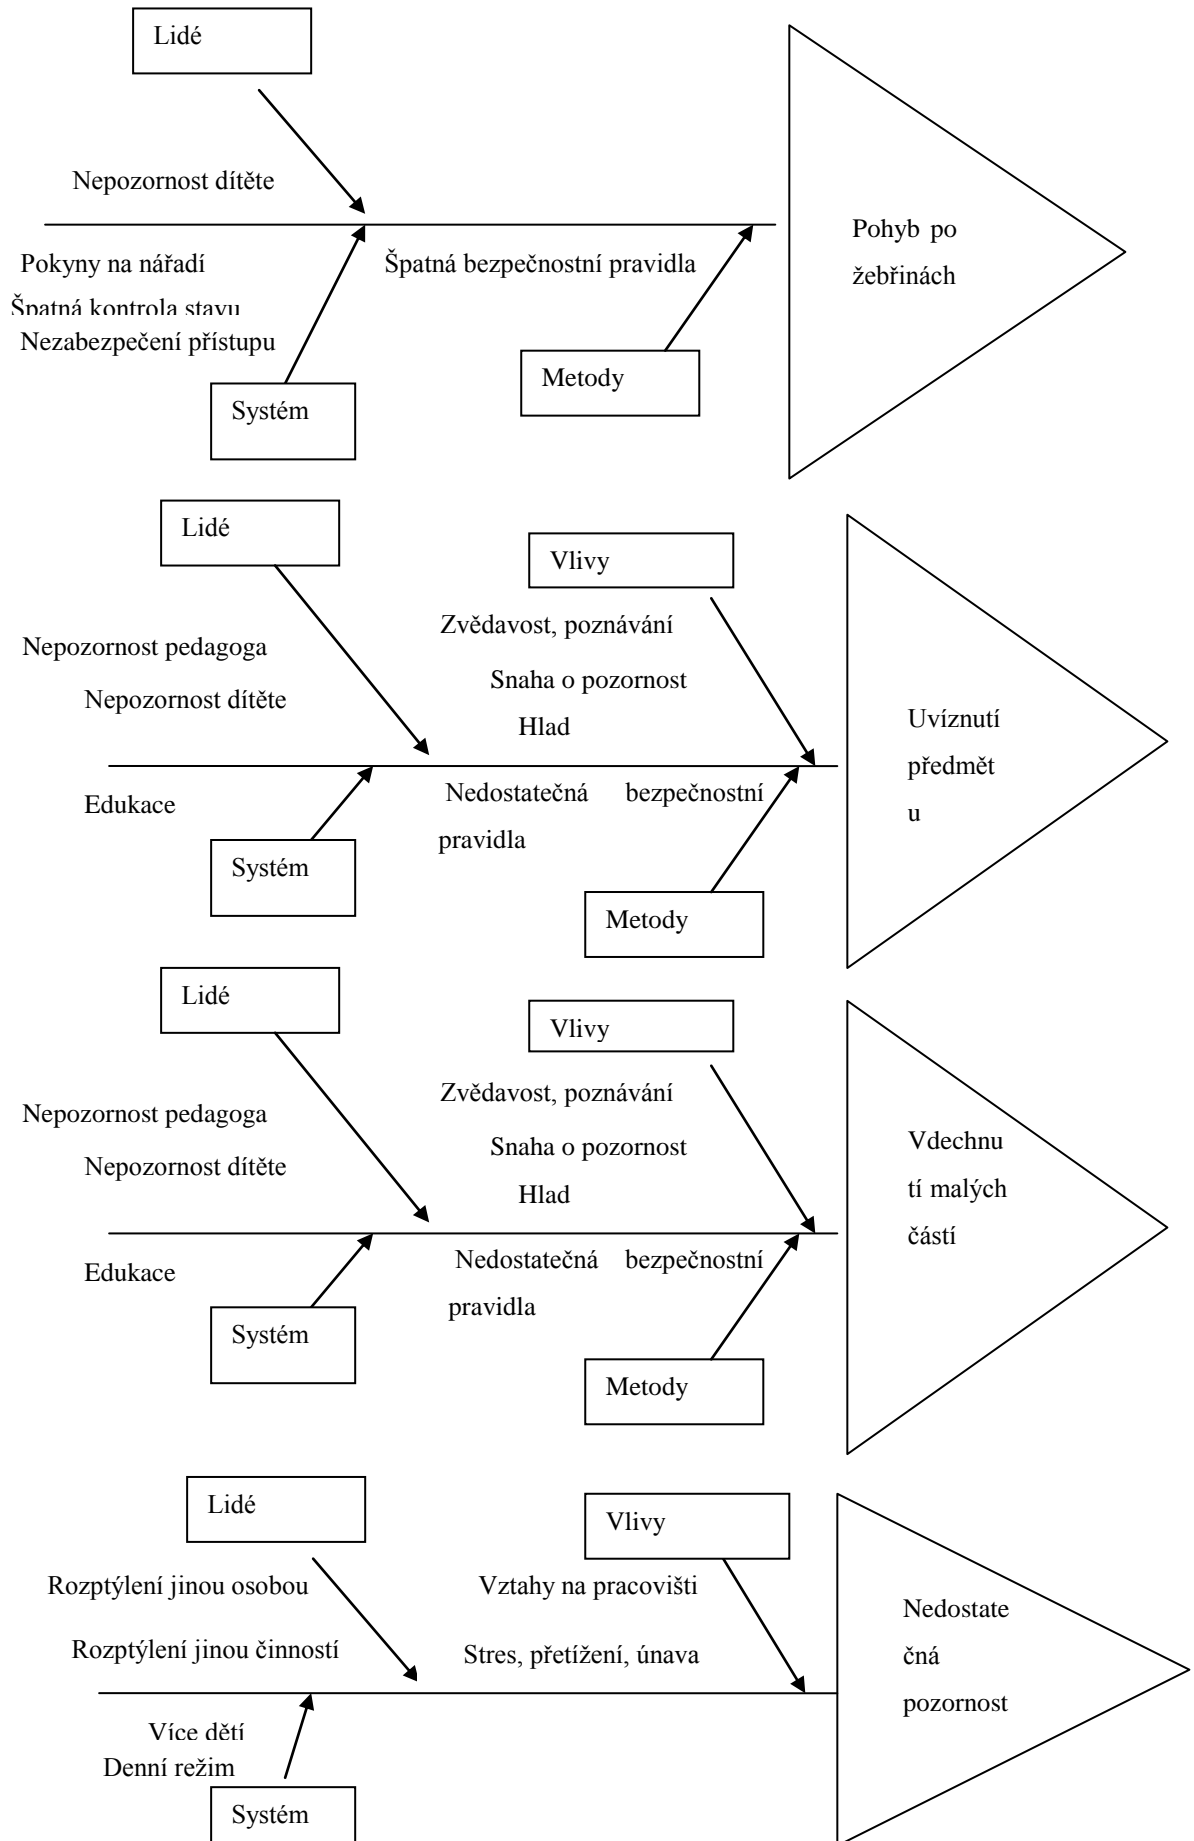 Lidé
Nepozornost dítěte
Pohyb po
žebřinách
Pokyny na nářadí
Špatná bezpečnostní pravidla
Špatná kontrola stavu
Nezabezpečení přístupu
Metody
Systém
Lidé
Vlivy
Zvědavost, poznávání
Nepozornost pedagoga
Snaha o pozornost
Nepozornost dítěte
Hlad
Uvíznutí
předmět
u
Edukace
Nedostatečná bezpečnostní
pravidla
Systém
Metody
Lidé
Vlivy
Zvědavost, poznávání
Nepozornost pedagoga
Snaha o pozornost
Nepozornost dítěte
Hlad
Vdechnu
tí malých
částí
Edukace
Nedostatečná bezpečnostní
pravidla
Systém
Metody
Lidé
Vlivy
Rozptýlení jinou osobou
Vztahy na pracovišti
Rozptýlení jinou činností
Stres, přetížení, únava
Nedostate
čná
pozornost
Více dětí
Denní režim
Systém